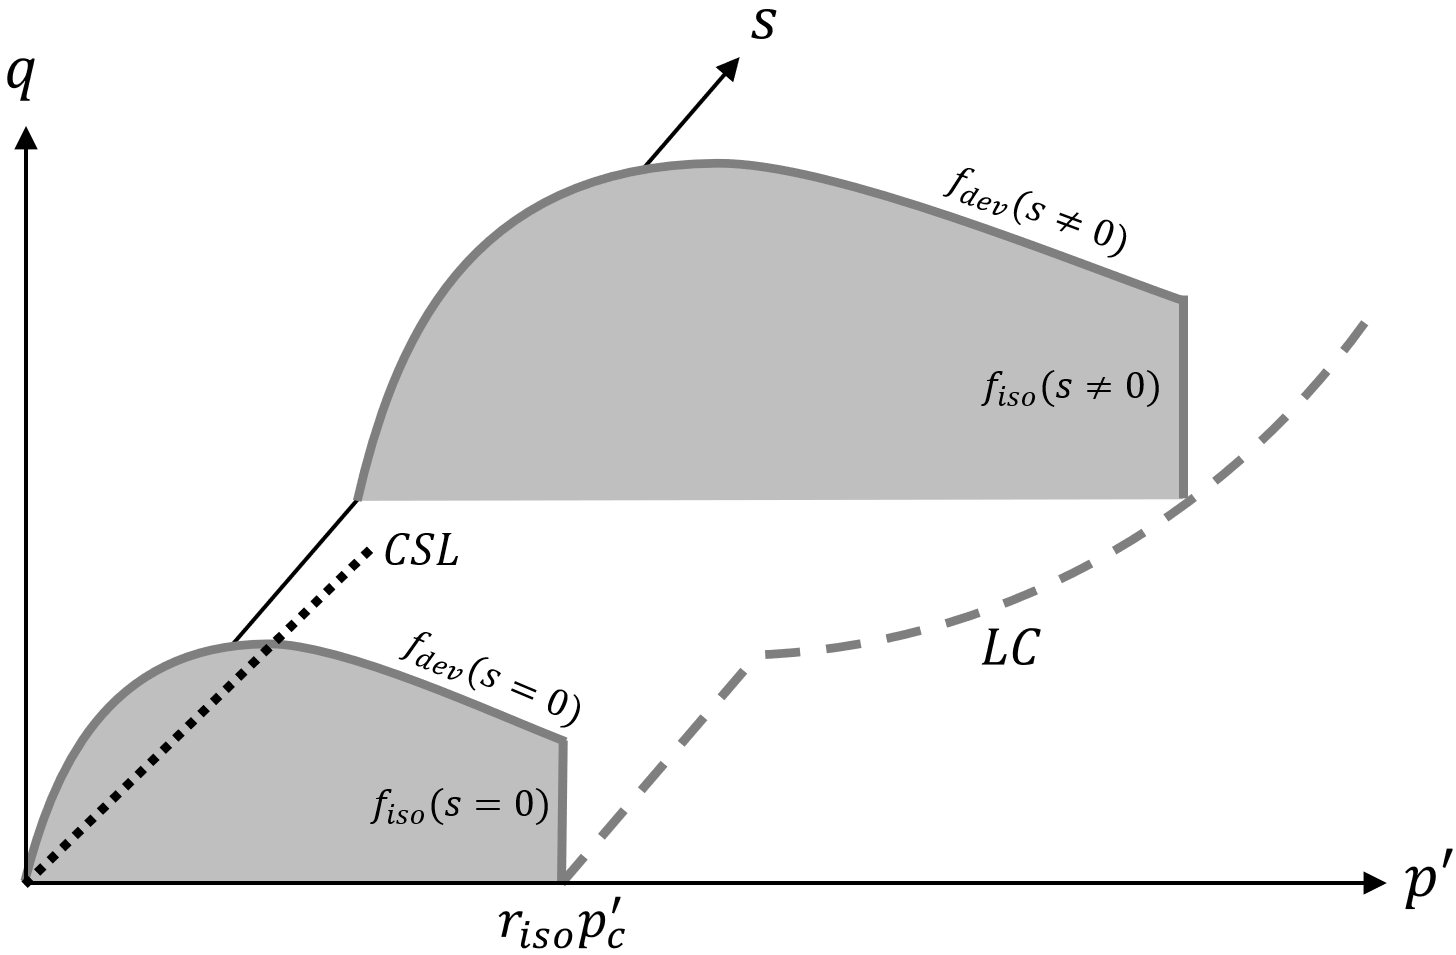 s
q
f_dev(s ≠ 0)
f_iso(s ≠ 0)
CSL
LC
f_dev(s = 0)
f_iso(s = 0)
p′
r_iso p′_c